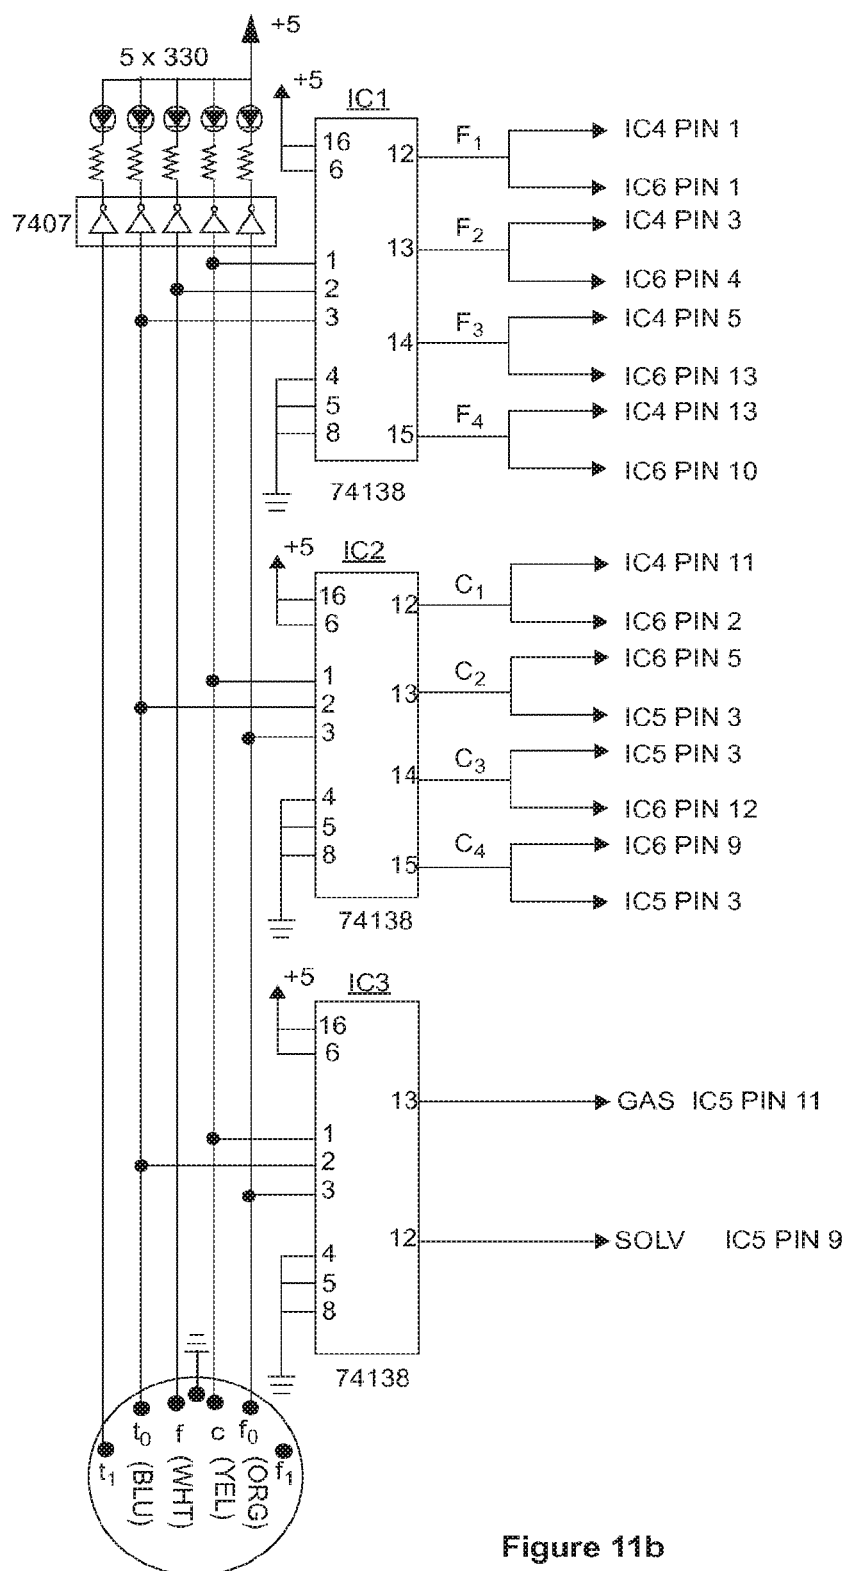 +5
5 x 330
7407
+5
IC1
16
6
1
2
3
4
5
8
12
13
14
15
74138
F1
F2
F3
F4
IC4 PIN 1
IC6 PIN 1
IC4 PIN 3
IC6 PIN 4
IC4 PIN 5
IC6 PIN 13
IC4 PIN 13
IC6 PIN 10
+5
IC2
16
6
1
2
3
4
5
8
12
13
14
15
74138
C1
C2
C3
C4
IC4 PIN 11
IC6 PIN 2
IC6 PIN 5
IC5 PIN 3
IC5 PIN 3
IC6 PIN 12
IC6 PIN 9
IC5 PIN 3
+5
IC3
16
6
1
2
3
4
5
8
13
12
74138
GAS IC5 PIN 11
SOLV IC5 PIN 9
t1
t0 (BLU)
f (WHT)
c (YEL)
f0 (ORG)
f1
Figure 11b